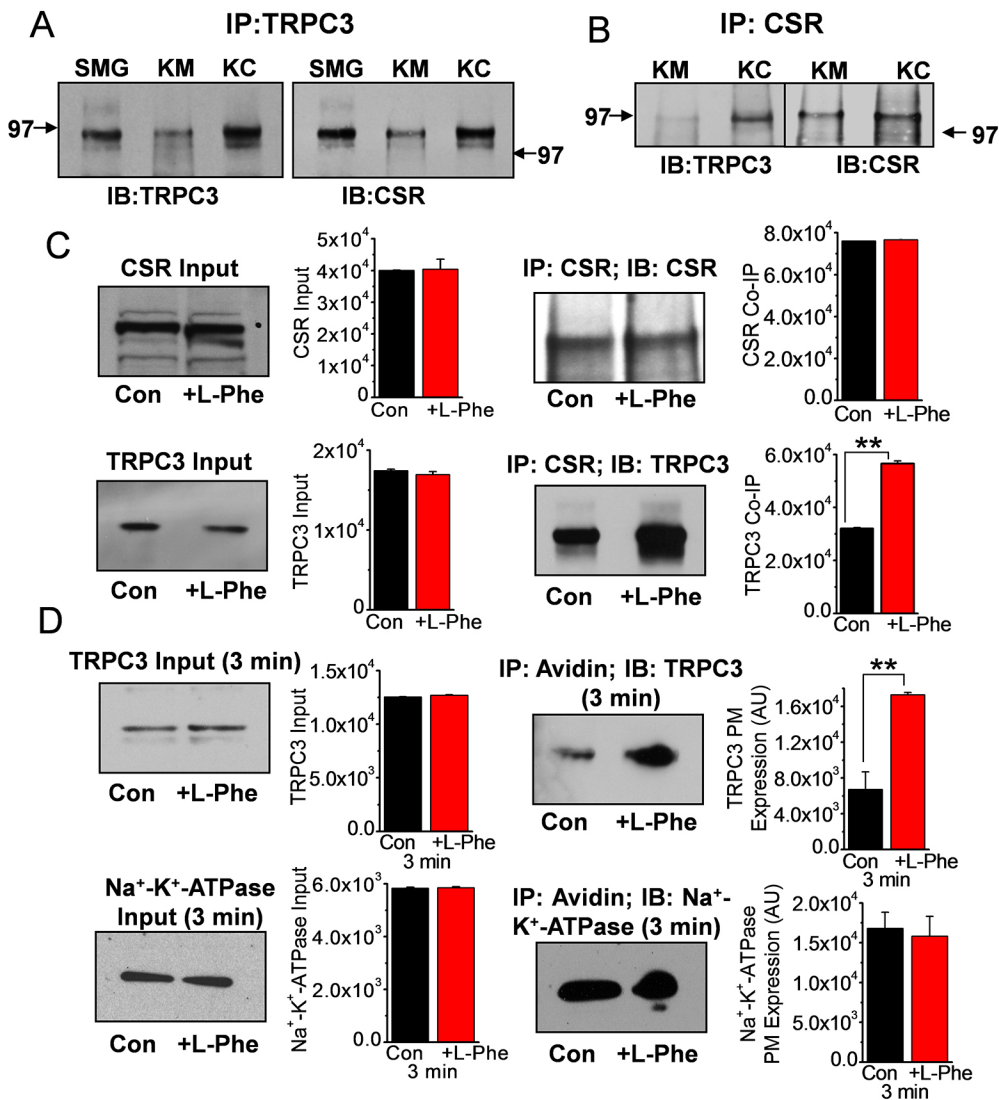 A
IP:TRPC3
SMG KM KC
SMG KM KC
97
97
IB:TRPC3
IB:CSR
B
IP: CSR
KM KC KM KC
97
97
IB:TRPC3
IB:CSR
C
CSR Input
Con +L-Phe
CSR Input
5x10⁴
4x10⁴
3x10⁴
2x10⁴
1x10⁴
0
Con +L-Phe
IP: CSR; IB: CSR
Con +L-Phe
CSR Co-IP
8.0x10⁴
6.0x10⁴
4.0x10⁴
2.0x10⁴
0.0
Con +L-Phe
TRPC3 Input
Con +L-Phe
TRPC3 Input
2x10⁴
1x10⁴
0
Con +L-Phe
IP: CSR; IB: TRPC3
Con +L-Phe
TRPC3 Co-IP
6.0x10⁴
4.0x10⁴
2.0x10⁴
0.0
**
Con +L-Phe
D
TRPC3 Input (3 min)
Con +L-Phe
TRPC3 Input
1.5x10⁴
1.0x10⁴
5.0x10³
0.0
Con +L-Phe
3 min
IP: Avidin; IB: TRPC3
(3 min)
Con +L-Phe
TRPC3 PM
Expression (AU)
1.6x10⁴
1.2x10⁴
8.0x10³
4.0x10³
0.0
**
Con +L-Phe
3 min
Na⁺-K⁺-ATPase
Input (3 min)
Con +L-Phe
Na⁺-K⁺-ATPase Input
6.0x10³
4.0x10³
2.0x10³
0.0
Con +L-Phe
3 min
IP: Avidin; IB: Na⁺-
K⁺-ATPase (3 min)
Con +L-Phe
Na⁺-K⁺-ATPase
PM Expression (AU)
2.0x10⁴
1.5x10⁴
1.0x10⁴
5.0x10³
0.0
Con +L-Phe
3 min